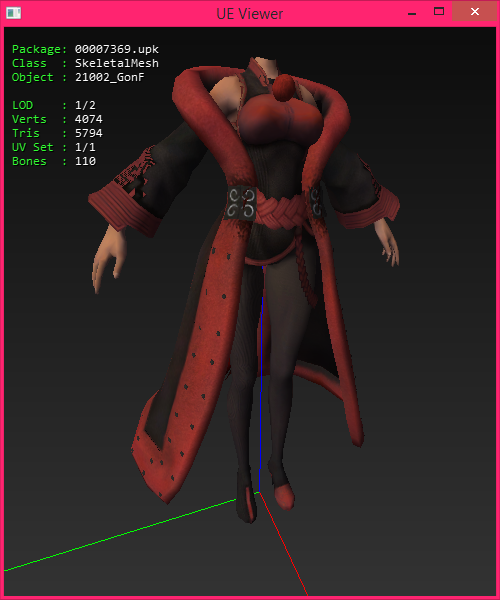 UE Viewer
Package: 00007369.upk
Class : SkeletalMesh
Object : 21002_GonF
LOD : 1/2
Verts : 4074
Tris : 5794
UV Set : 1/1
Bones : 110